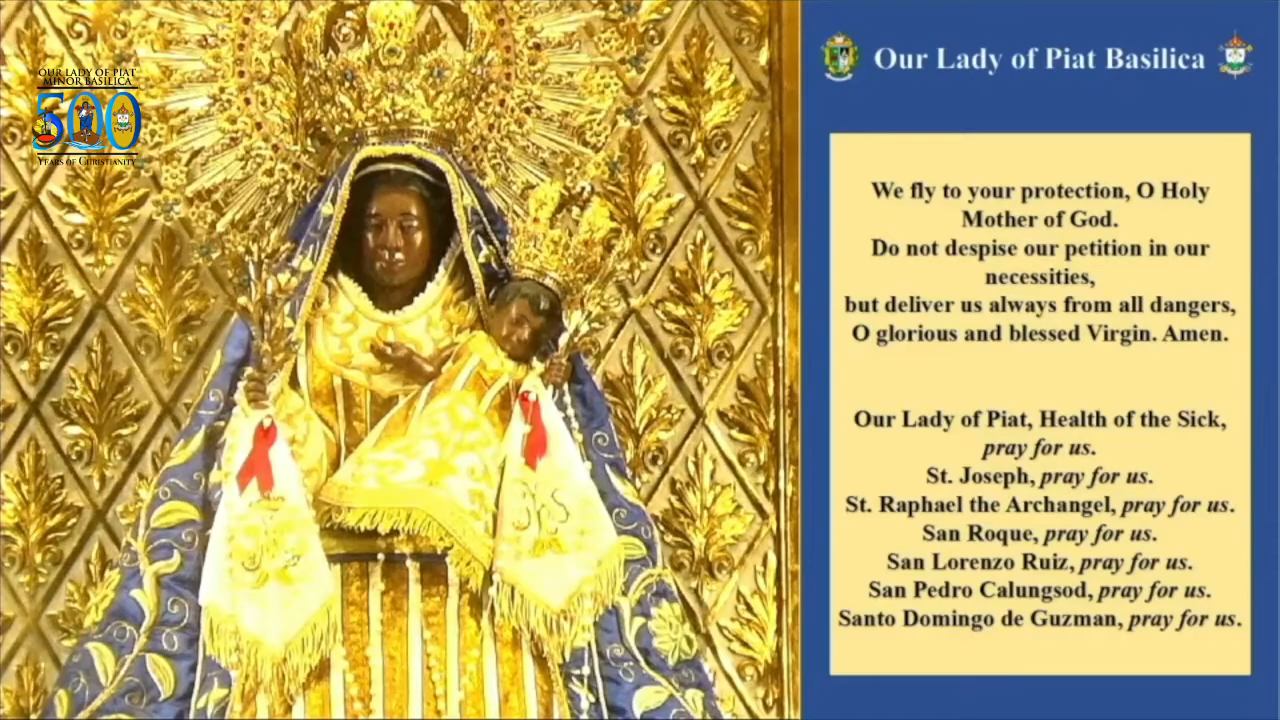 OUR LADY OF PIAT
MINOR BASILICA
500
YEARS OF CHRISTIANITY
Our Lady of Piat Basilica
We fly to your protection, O Holy
Mother of God.
Do not despise our petition in our
necessities,
but deliver us always from all dangers,
O glorious and blessed Virgin. Amen.
Our Lady of Piat, Health of the Sick,
pray for us.
St. Joseph, pray for us.
St. Raphael the Archangel, pray for us.
San Roque, pray for us.
San Lorenzo Ruiz, pray for us.
San Pedro Calungsod, pray for us.
Santo Domingo de Guzman, pray for us.